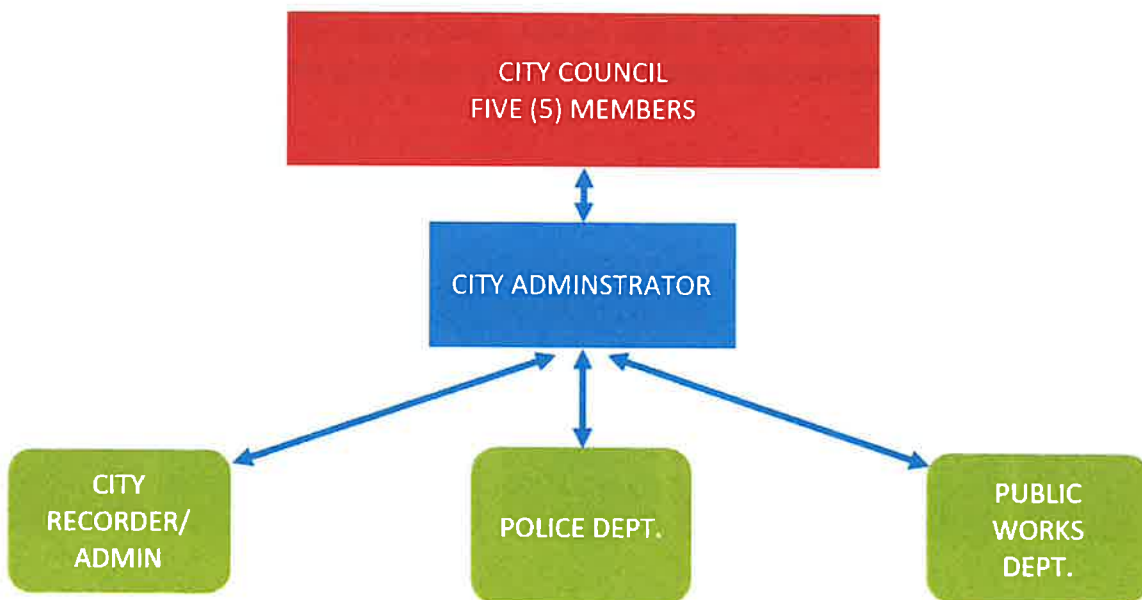 CITY COUNCIL
FIVE (5) MEMBERS
CITY ADMINSTRATOR
CITY
RECORDER/
ADMIN
POLICE DEPT.
PUBLIC
WORKS
DEPT.